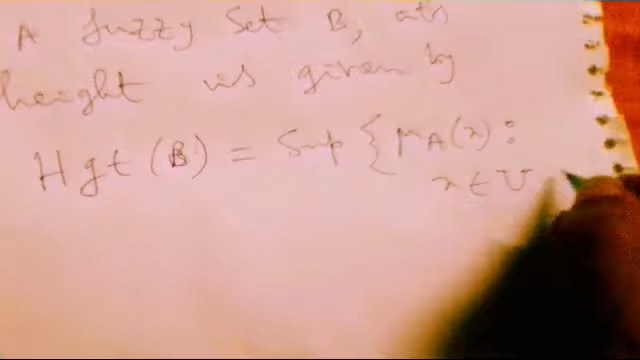 A fuzzy Set B, its
height is given by
Hgt (B) = Sup { μA(x) :
x ∈ U